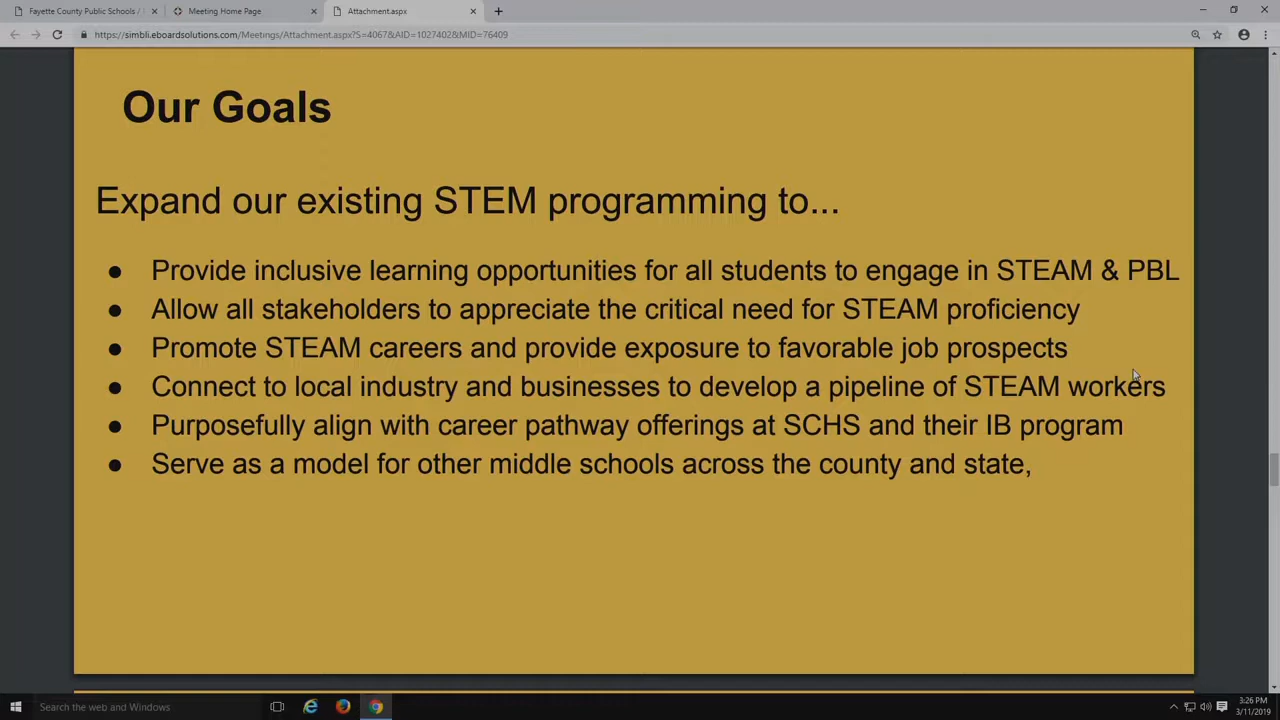 Fayette County Public Schools /
Meeting Home Page
Attachment.aspx
https://simbli.eboardsolutions.com/Meetings/Attachment.aspx?S=4067&AID=102740&MID=76409
Our Goals
Expand our existing STEM programming to...
● Provide inclusive learning opportunities for all students to engage in STEAM & PBL
● Allow all stakeholders to appreciate the critical need for STEAM proficiency
● Promote STEAM careers and provide exposure to favorable job prospects
● Connect to local industry and businesses to develop a pipeline of STEAM workers
● Purposefully align with career pathway offerings at SCHS and their IB program
● Serve as a model for other middle schools across the county and state,
Search the web and Windows
3:26 PM
3/11/2019